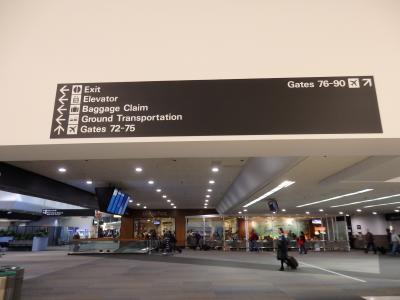 Exit
Elevator
Baggage Claim
Ground Transportation
Gates 72-75
Gates 76-90